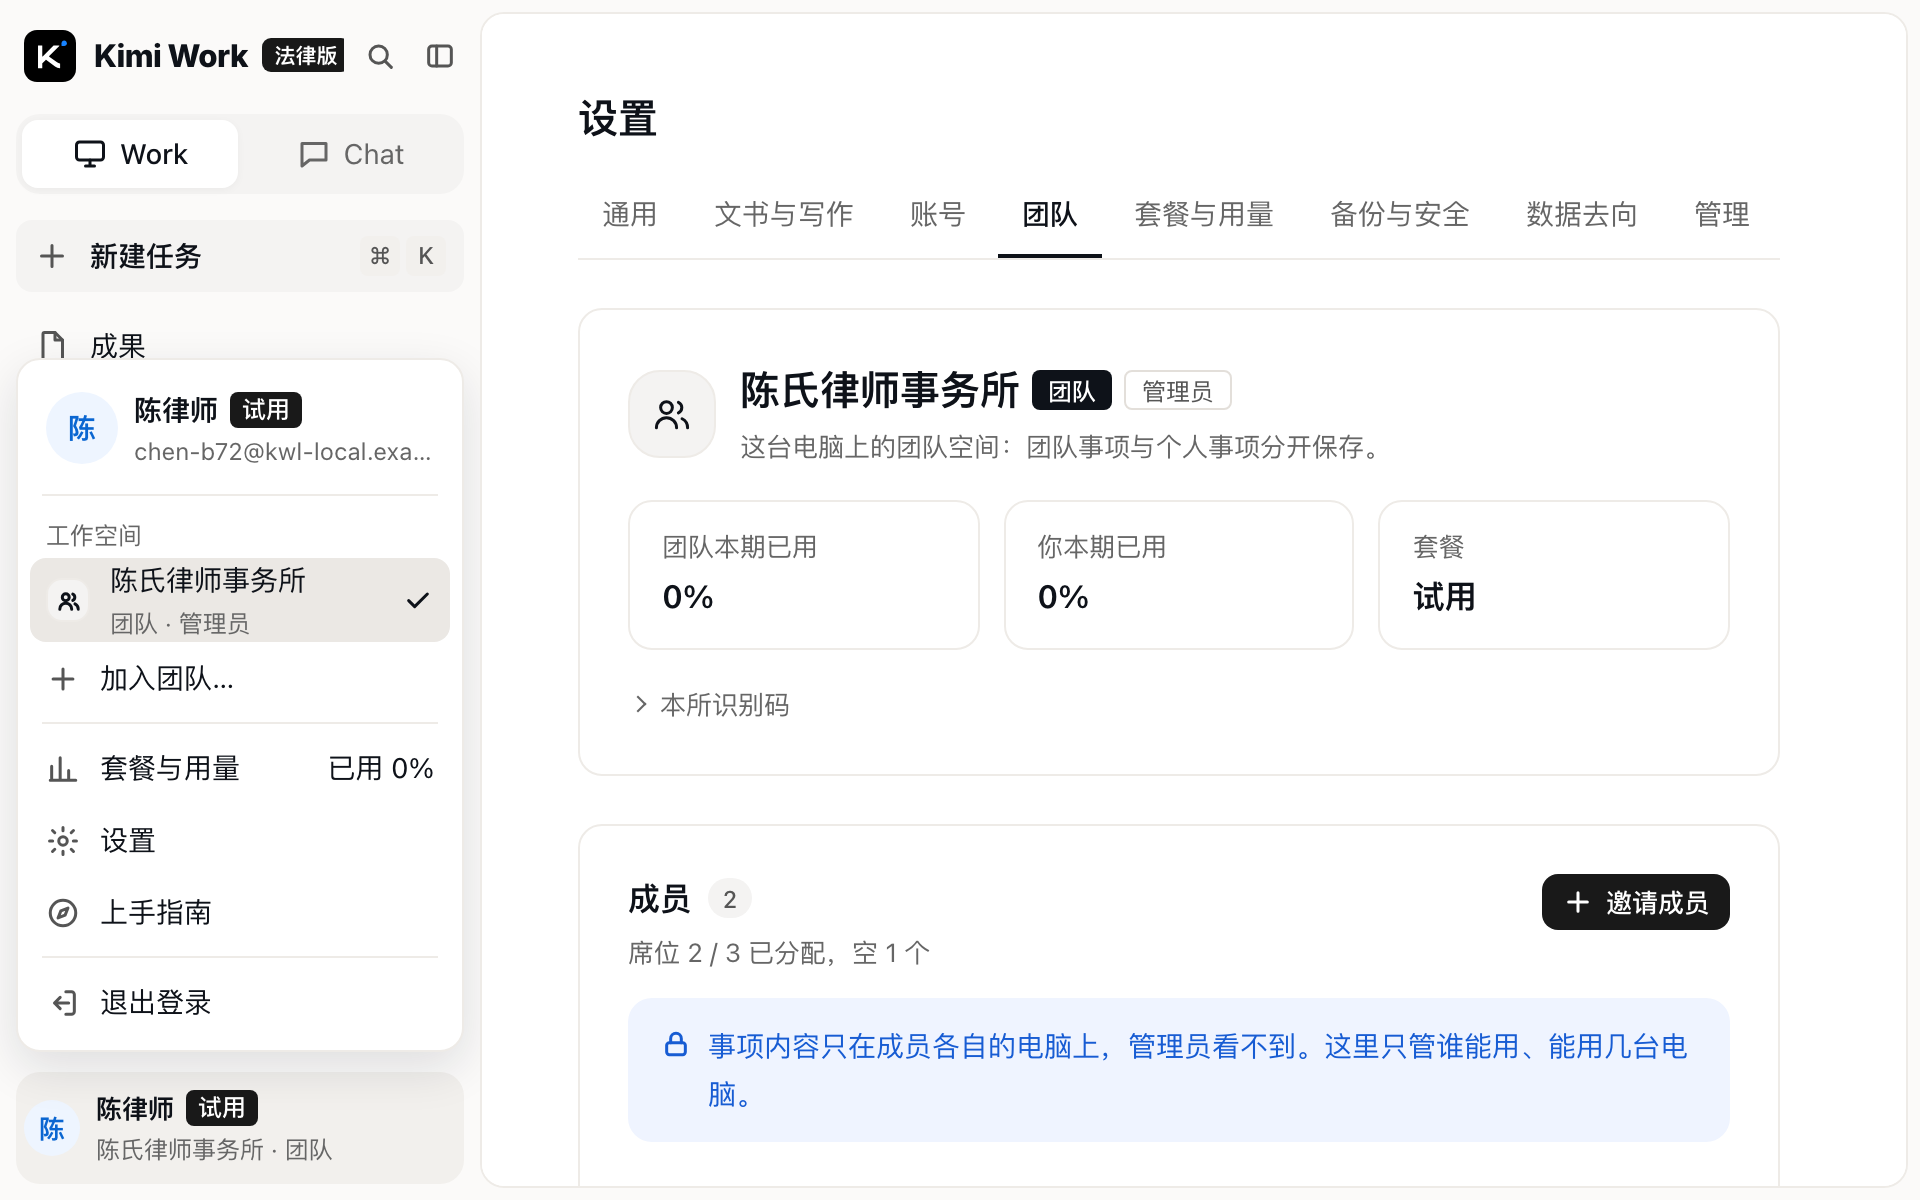 Kimi Work 法律版
Work
Chat
新建任务 ⌘ K
成果
陈 陈律师 试用
chen-b72@kwl-local.exa...
工作空间
陈氏律师事务所
团队 · 管理员
加入团队...
套餐与用量 已用 0%
设置
上手指南
退出登录
陈 陈律师 试用
陈氏律师事务所 · 团队
设置
通用 文书与写作 账号 团队 套餐与用量 备份与安全 数据去向 管理
陈氏律师事务所 团队 管理员
这台电脑上的团队空间：团队事项与个人事项分开保存。
团队本期已用
0%
你本期已用
0%
套餐
试用
本所识别码
成员 2
邀请成员
席位 2 / 3 已分配，空 1 个
事项内容只在成员各自的电脑上，管理员看不到。这里只管谁能用、能用几台电
脑。